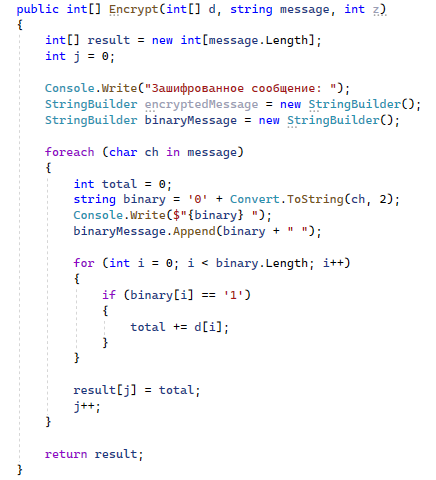 public int[] Encrypt(int[] d, string message, int z)
{
    int[] result = new int[message.Length];
    int j = 0;

    Console.Write("Зашифрованное сообщение: ");
    StringBuilder encryptedMessage = new StringBuilder();
    StringBuilder binaryMessage = new StringBuilder();

    foreach (char ch in message)
    {
        int total = 0;
        string binary = '0' + Convert.ToString(ch, 2);
        Console.Write($"{binary} ");
        binaryMessage.Append(binary + " ");

        for (int i = 0; i < binary.Length; i++)
        {
            if (binary[i] == '1')
            {
                total += d[i];
            }
        }

        result[j] = total;
        j++;
    }

    return result;
}